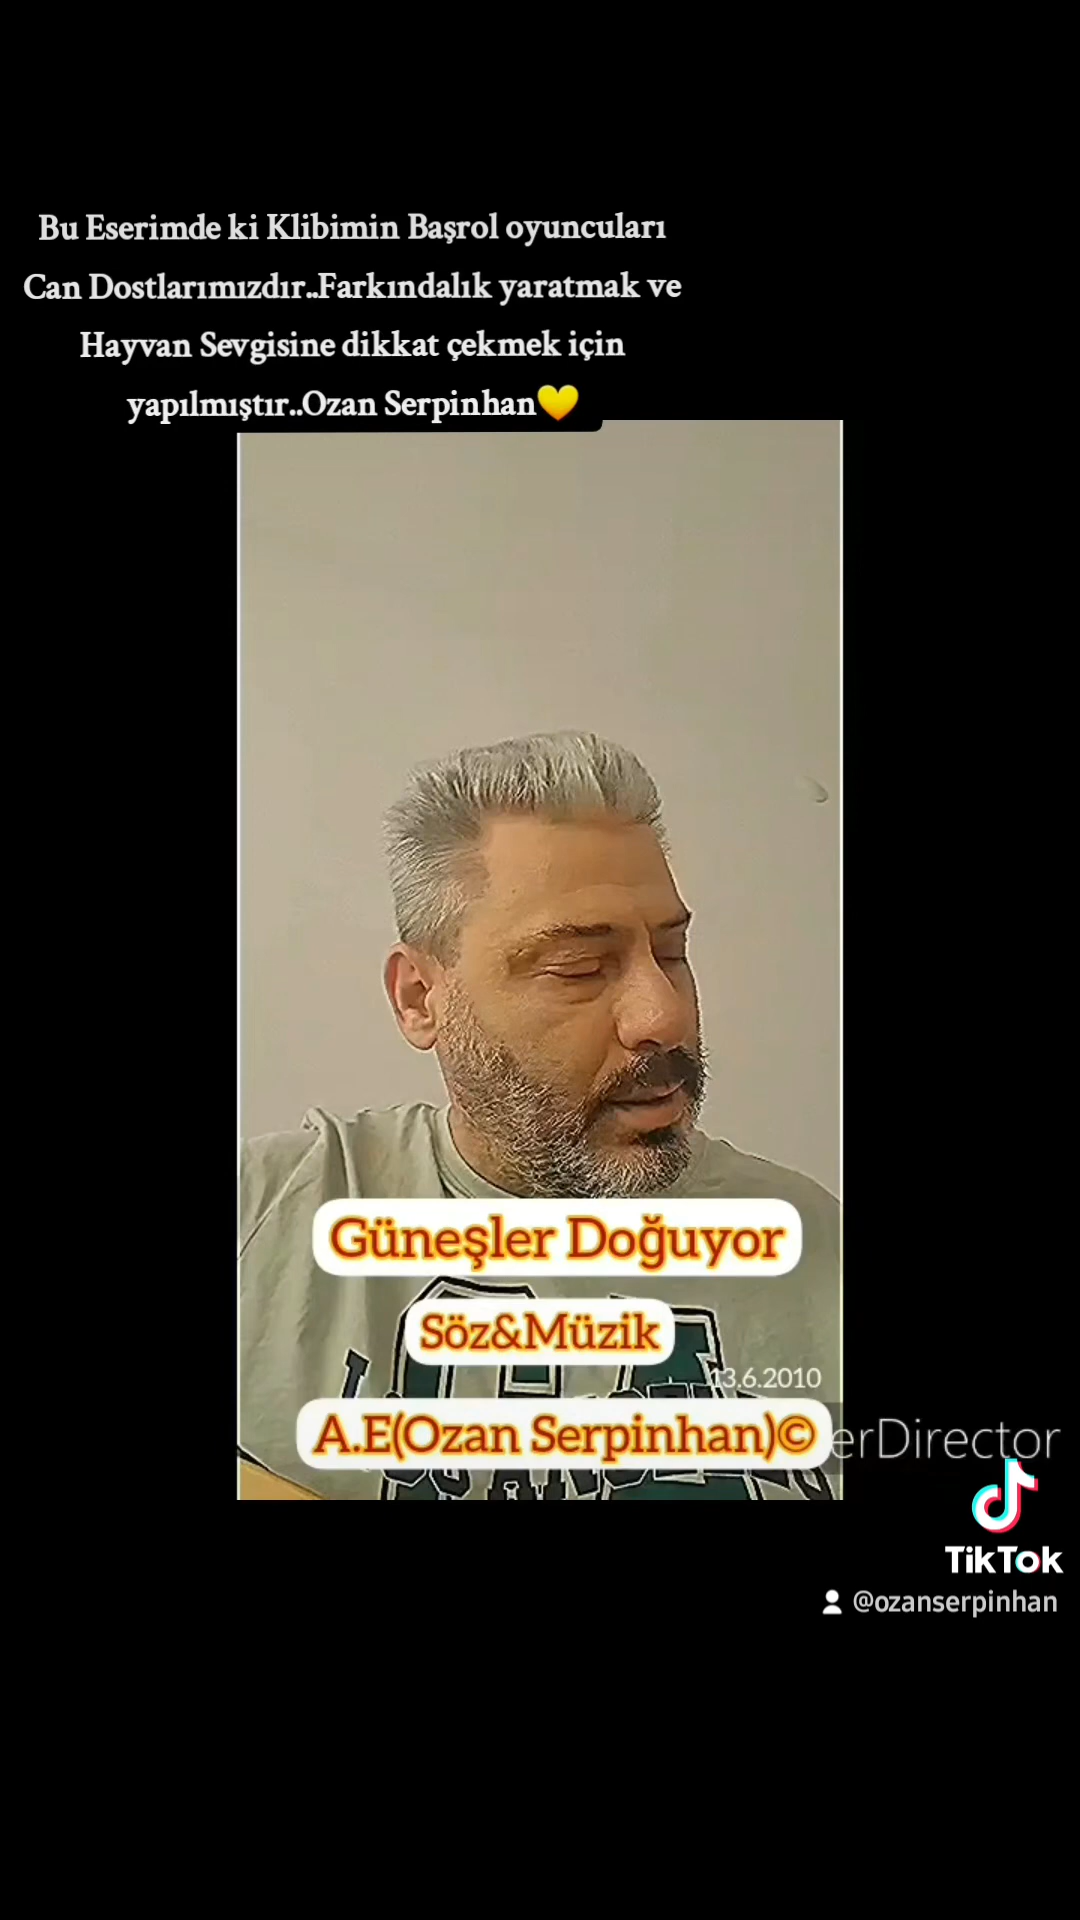 Bu Eserimde ki Klibimin Başrol oyuncuları
Can Dostlarımızdır..Farkındalık yaratmak ve
Hayvan Sevgisine dikkat çekmek için
yapılmıştır..Ozan Serpinhan💛
Güneşler Doğuyor
Söz&Müzik
13.6.2010
A.E(Ozan Serpinhan)©
erDirector
TikTok
@ozanserpinhan